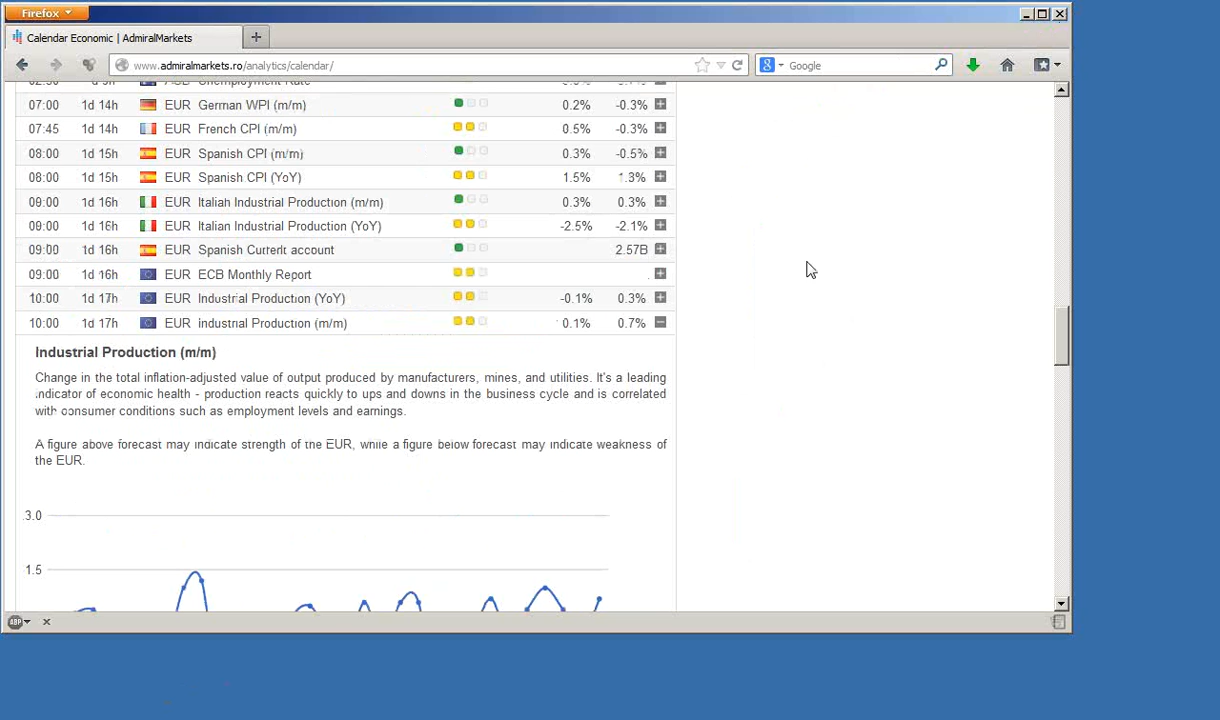 Firefox
Calendar Economic | AdmiralMarkets
www.admiralmarkets.ro/analytics/calendar/
Google
Unemployment Rate
07:00 1d 14h EUR German WPI (m/m) 0.2% -0.3%
07:45 1d 14h EUR French CPI (m/m) 0.5% -0.3%
08:00 1d 15h EUR Spanish CPI (m/m) 0.3% -0.5%
08:00 1d 15h EUR Spanish CPI (YoY) 1.5% 1.3%
09:00 1d 16h EUR Italian Industrial Production (m/m) 0.3% 0.3%
09:00 1d 16h EUR Italian Industrial Production (YoY) -2.5% -2.1%
09:00 1d 16h EUR Spanish Current account 2.57B
09:00 1d 16h EUR ECB Monthly Report
10:00 1d 17h EUR Industrial Production (YoY) -0.1% 0.3%
10:00 1d 17h EUR Industrial Production (m/m) 0.1% 0.7%
Industrial Production (m/m)
Change in the total inflation-adjusted value of output produced by manufacturers, mines, and utilities. It's a leading
indicator of economic health - production reacts quickly to ups and downs in the business cycle and is correlated
with consumer conditions such as employment levels and earnings.
A figure above forecast may indicate strength of the EUR, while a figure below forecast may indicate weakness of
the EUR.
3.0
1.5
ABP